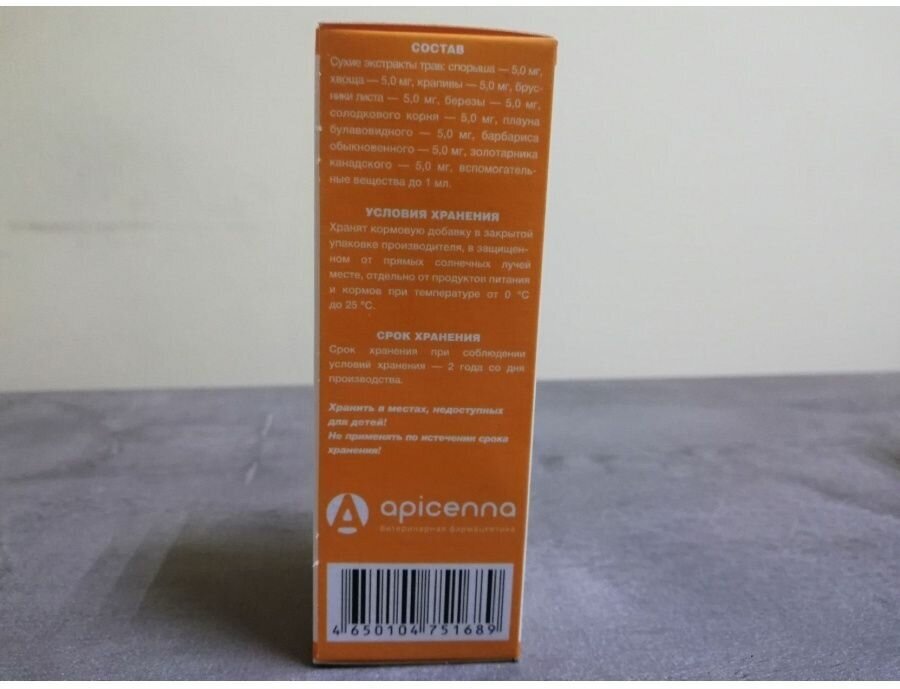 СОСТАВ
Сухие экстракты трав: спорыша — 5,0 мг,
хвоща — 5,0 мг, крапивы — 5,0 мг, брус-
ники листа — 5,0 мг, березы — 5,0 мг,
солодкового корня — 5,0 мг, плауна
булавовидного — 5,0 мг, барбариса
обыкновенного — 5,0 мг, золотарника
канадского — 5,0 мг, вспомогатель-
ные вещества до 1 мл.
УСЛОВИЯ ХРАНЕНИЯ
Хранят кормовую добавку в закрытой
упаковке производителя, в защищен-
ном от прямых солнечных лучей
месте, отдельно от продуктов питания
и кормов при температуре от 0 °С
до 25 °С.
СРОК ХРАНЕНИЯ
Срок хранения при соблюдении
условий хранения — 2 года со дня
производства.
Хранить в местах, недоступных
для детей!
Не применять по истечении срока
хранения!
apicenna
Ветеринарная фармацевтика
4 650104 751689